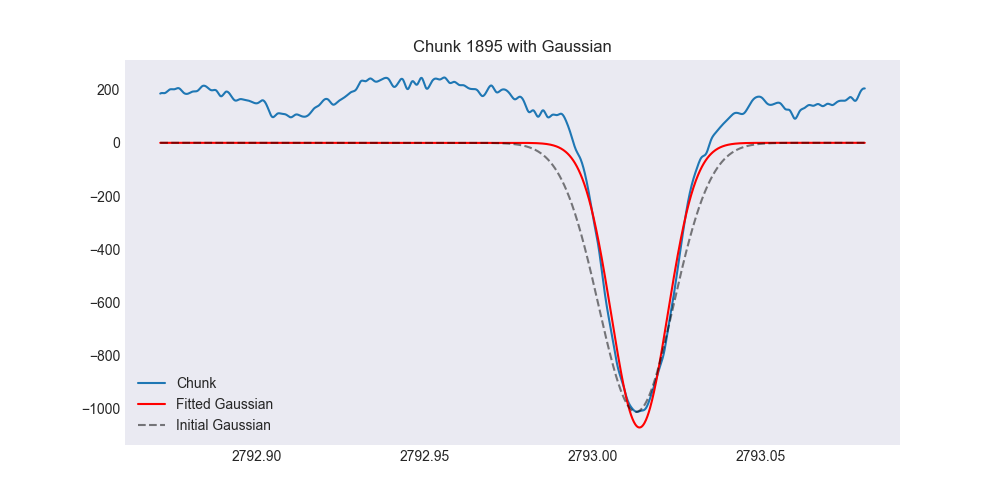 Chunk 1895 with Gaussian
200
0
−200
−400
−600
−800
−1000
Chunk
Fitted Gaussian
Initial Gaussian
2792.90 2792.95 2793.00 2793.05